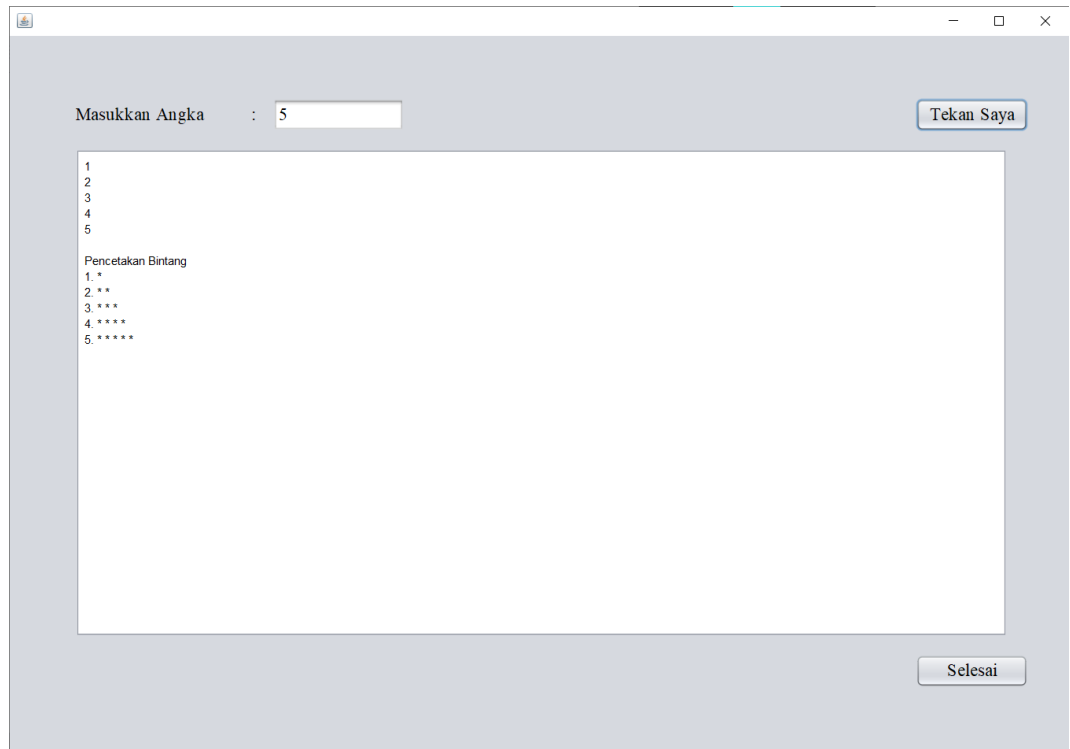 Masukkan Angka : 5 Tekan Saya
1
2
3
4
5
Pencetakan Bintang
1. *
2. * *
3. * * *
4. * * * *
5. * * * * *
Selesai